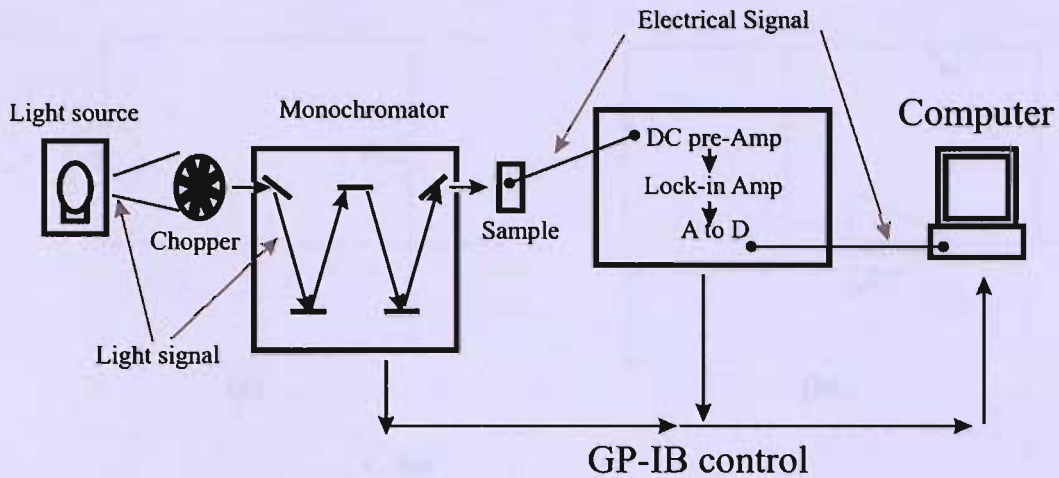 Electrical Signal
Light source
Monochromator
Computer
DC pre-Amp
Lock-in Amp
A to D
Chopper
Sample
Light signal
GP-IB control